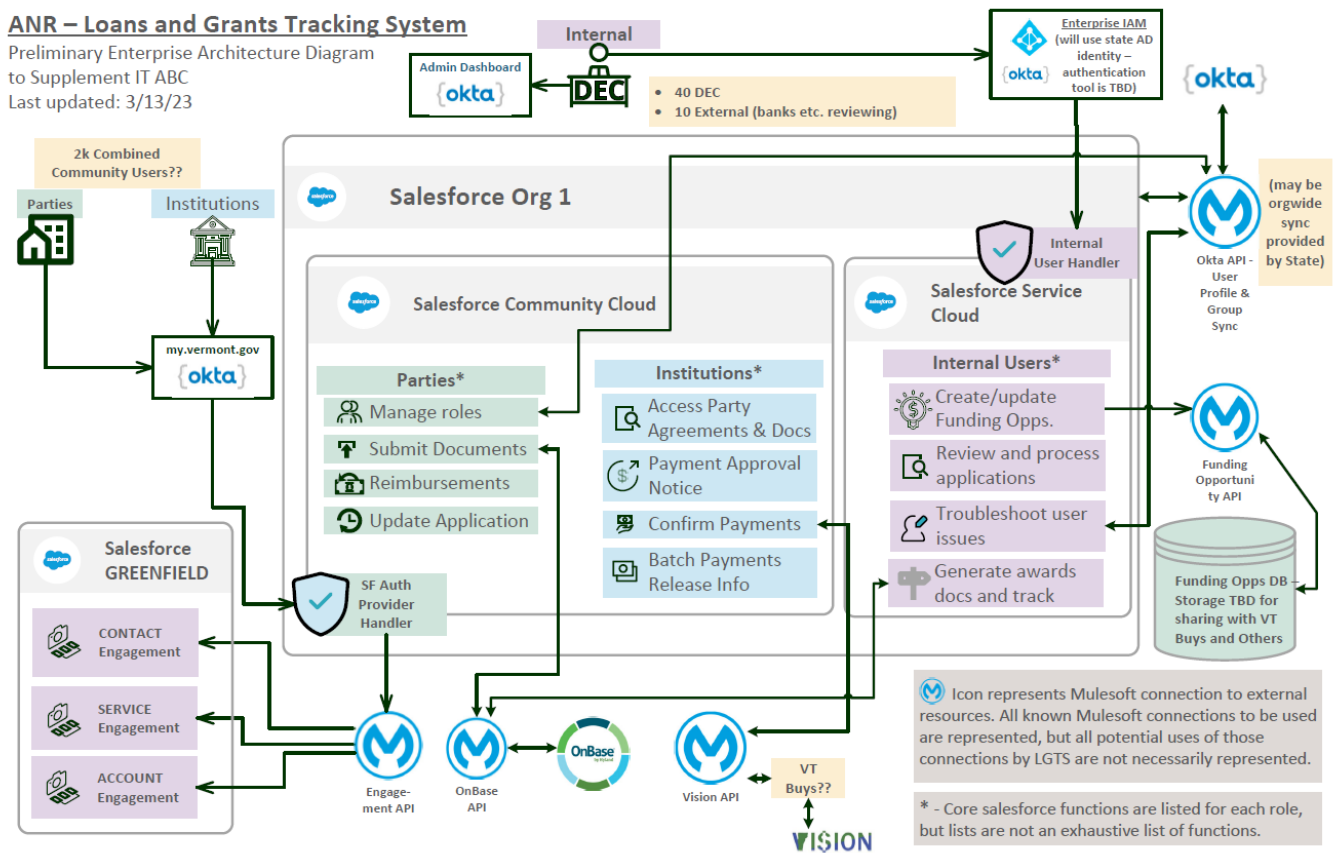 ANR – Loans and Grants Tracking System
Preliminary Enterprise Architecture Diagram
to Supplement IT ABC
Last updated: 3/13/23
Internal
Admin Dashboard
{okta}
DEC
• 40 DEC
• 10 External (banks etc. reviewing)
Enterprise IAM
(will use state AD
identity –
authentication
tool is TBD)
{okta}
{okta}
2k Combined
Community Users??
Parties
Institutions
my.vermont.gov
{okta}
salesforce
Salesforce Org 1
Internal
User Handler
Okta API -
User
Profile &
Group
Sync
(may be
orgwide
sync
provided
by State)
salesforce
Salesforce Community Cloud
Parties*
Manage roles
Submit Documents
Reimbursements
Update Application
Institutions*
Access Party
Agreements & Docs
Payment Approval
Notice
Confirm Payments
Batch Payments
Release Info
SF Auth
Provider
Handler
salesforce
Salesforce Service
Cloud
Internal Users*
Create/update
Funding Opps.
Review and process
applications
Troubleshoot user
issues
Generate awards
docs and track
Funding
Opportuni
ty API
Funding Opps DB –
Storage TBD for
sharing with VT
Buys and Others
salesforce
Salesforce
GREENFIELD
CONTACT
Engagement
SERVICE
Engagement
ACCOUNT
Engagement
Engage-
ment API
OnBase
API
OnBase
by Hyland
Vision API
VT
Buys??
VISION
Icon represents Mulesoft connection to external
resources. All known Mulesoft connections to be used
are represented, but all potential uses of those
connections by LGTS are not necessarily represented.
* - Core salesforce functions are listed for each role,
but lists are not an exhaustive list of functions.